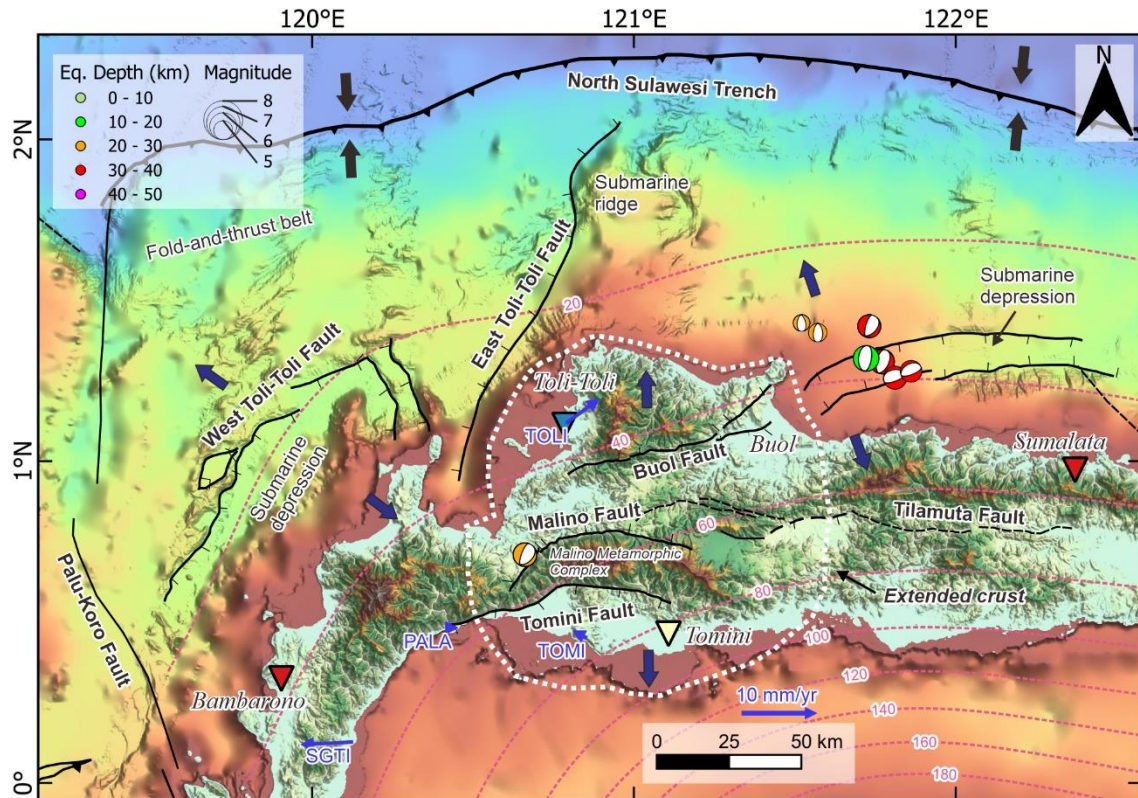 120°E
121°E
122°E
Eq. Depth (km)
Magnitude
0 - 10
10 - 20
20 - 30
30 - 40
40 - 50
8
7
6
5
N
North Sulawesi Trench
2°N
Submarine
ridge
Fold-and-thrust belt
East Toli-Toli Fault
20
Submarine
depression
West Toli-Toli Fault
Toli-Toli
TOLI
40
Buol
Buol Fault
Sumalata
1°N
Submarine
depression
Malino Fault
60
Tilamuta Fault
Malino Metamorphic
Complex
Palu-Koro Fault
80
Extended crust
Tomini Fault
PALA
TOMI
Tomini
100
Bambarono
120
10 mm/yr
140
SGTI
0
25
50 km
160
0°
180